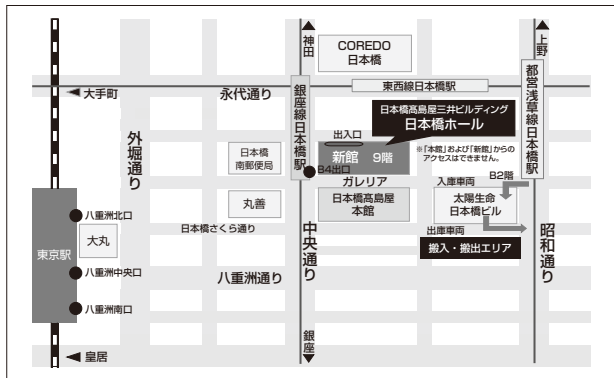 神田
COREDO
日本橋
上野
大手町
永代通り
東西線日本橋駅
銀座線日本橋駅
都営浅草線日本橋駅
日本橋髙島屋三井ビルディング
日本橋ホール
外堀通り
出入口
新館 9階
※「本館」および「新館」からの
アクセスはできません。
日本橋
南郵便局
B4出口
ガレリア
入庫車両
B2階
丸善
日本橋髙島屋
本館
太陽生命
日本橋ビル
八重洲北口
大丸
日本橋さくら通り
中央通り
出庫車両
昭和通り
東京駅
搬入・搬出エリア
八重洲中央口
八重洲通り
八重洲南口
皇居
銀座